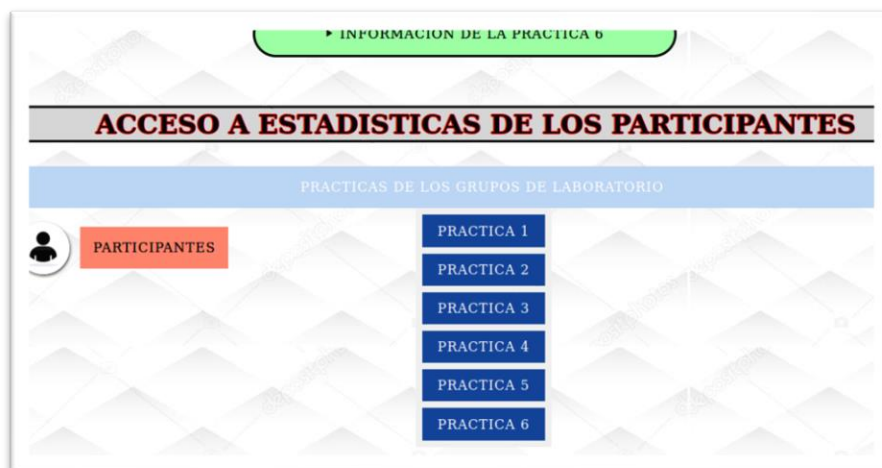 ‣ INFORMACION DE LA PRACTICA 6
ACCESO A ESTADISTICAS DE LOS PARTICIPANTES
PRACTICAS DE LOS GRUPOS DE LABORATORIO
PARTICIPANTES
PRACTICA 1
PRACTICA 2
PRACTICA 3
PRACTICA 4
PRACTICA 5
PRACTICA 6